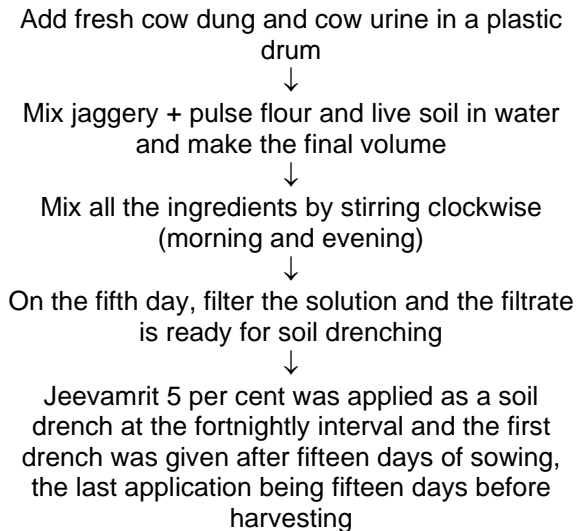 Add fresh cow dung and cow urine in a plastic
drum
↓
Mix jaggery + pulse flour and live soil in water
and make the final volume
↓
Mix all the ingredients by stirring clockwise
(morning and evening)
↓
On the fifth day, filter the solution and the filtrate
is ready for soil drenching
↓
Jeevamrit 5 per cent was applied as a soil
drench at the fortnightly interval and the first
drench was given after fifteen days of sowing,
the last application being fifteen days before
harvesting